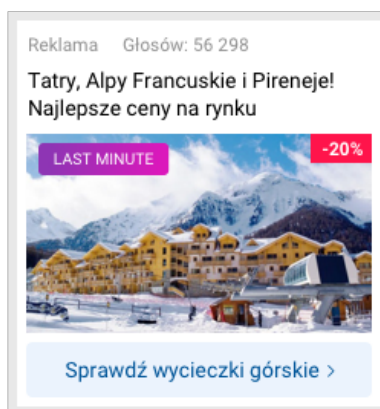 Reklama Głosów: 56 298
Tatry, Alpy Francuskie i Pireneje!
Najlepsze ceny na rynku
LAST MINUTE
-20%
Sprawdź wycieczki górskie >